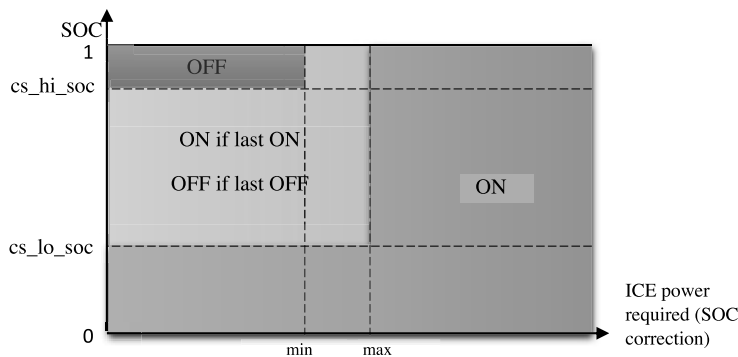 SOC
1
OFF
cs_hi_soc
ON if last ON
OFF if last OFF
ON
cs_lo_soc
ICE power
required (SOC
correction)
0
min
max